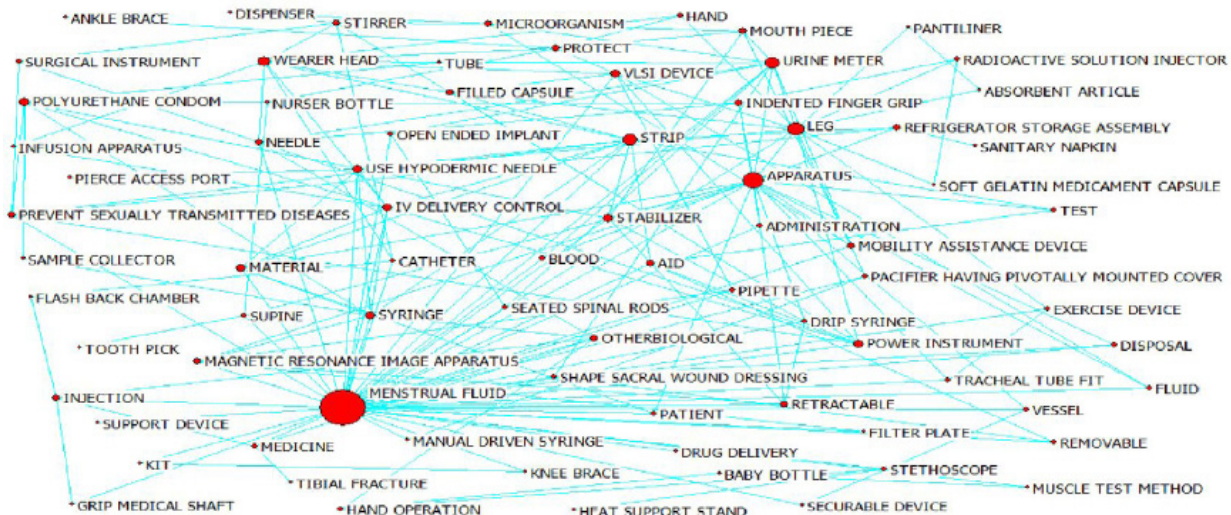 ANKLE BRACE
DISPENSER
STIRRER
MICROORGANISM
HAND
MOUTH PIECE
PANTILINER
PROTECT
SURGICAL INSTRUMENT
WEARER HEAD
TUBE
VLSI DEVICE
URINE METER
RADIOACTIVE SOLUTION INJECTOR
FILLED CAPSULE
ABSORBENT ARTICLE
POLYURETHANE CONDOM
NURSER BOTTLE
INDENTED FINGER GRIP
NEEDLE
OPEN ENDED IMPLANT
STRIP
LEG
REFRIGERATOR STORAGE ASSEMBLY
INFUSION APPARATUS
SANITARY NAPKIN
USE HYPODERMIC NEEDLE
PIERCE ACCESS PORT
APPARATUS
SOFT GELATIN MEDICAMENT CAPSULE
PREVENT SEXUALLY TRANSMITTED DISEASES
IV DELIVERY CONTROL
STABILIZER
TEST
ADMINISTRATION
MOBILITY ASSISTANCE DEVICE
SAMPLE COLLECTOR
MATERIAL
CATHETER
BLOOD
AID
PACIFIER HAVING PIVOTALLY MOUNTED COVER
FLASH BACK CHAMBER
PIPETTE
SUPINE
SYRINGE
SEATED SPINAL RODS
DRIP SYRINGE
EXERCISE DEVICE
TOOTH PICK
MAGNETIC RESONANCE IMAGE APPARATUS
OTHERBIOLOGICAL
POWER INSTRUMENT
DISPOSAL
SHAPE SACRAL WOUND DRESSING
TRACHEAL TUBE FIT
FLUID
INJECTION
MENSTRUAL FLUID
RETRACTABLE
VESSEL
SUPPORT DEVICE
PATIENT
FILTER PLATE
REMOVABLE
MEDICINE
MANUAL DRIVEN SYRINGE
DRUG DELIVERY
KIT
KNEE BRACE
BABY BOTTLE
STETHOSCOPE
TIBIAL FRACTURE
MUSCLE TEST METHOD
GRIP MEDICAL SHAFT
HAND OPERATION
HEAT SUPPORT STAND
SECURABLE DEVICE